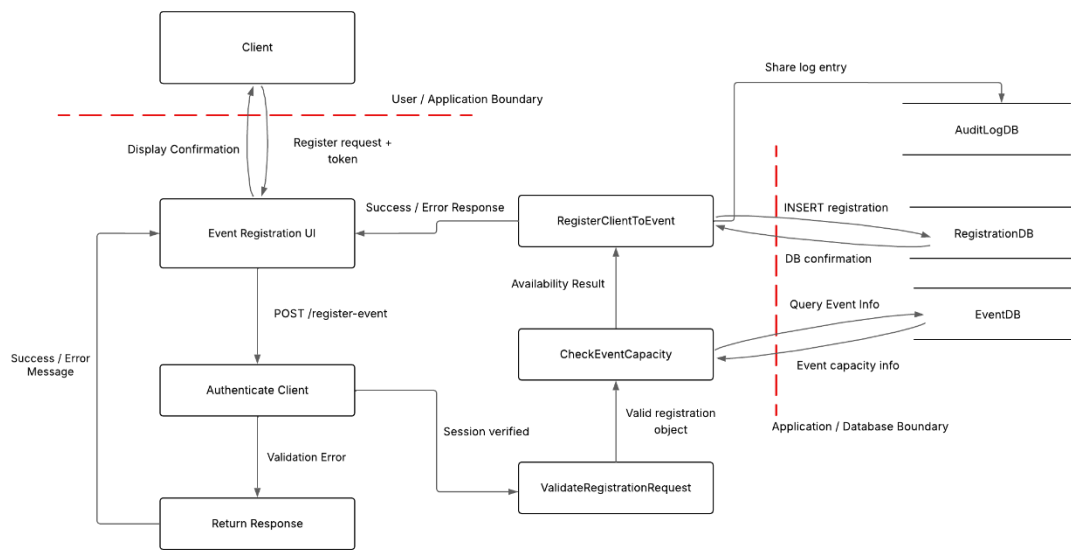 Client
Share log entry
User / Application Boundary
AuditLogDB
Display Confirmation
Register request +
token
INSERT registration
Success / Error Response
RegisterClientToEvent
Event Registration UI
RegistrationDB
DB confirmation
Availability Result
Query Event Info
POST /register-event
EventDB
Success / Error
Message
CheckEventCapacity
Event capacity info
Authenticate Client
Valid registration
object
Application / Database Boundary
Session verified
Validation Error
ValidateRegistrationRequest
Return Response